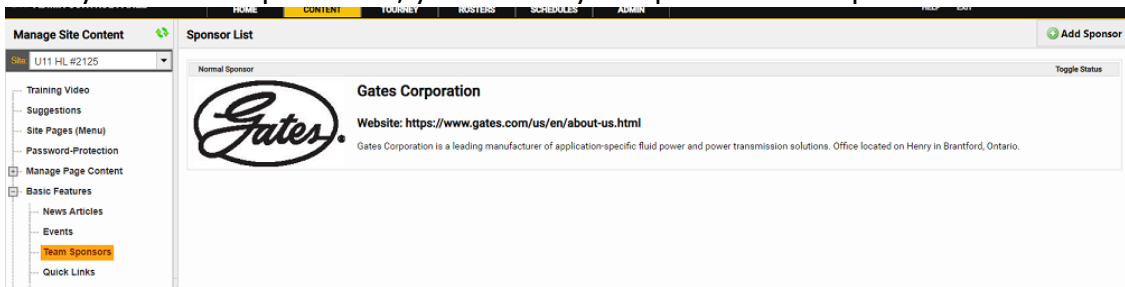 HOME CONTENT TOURNEY ROSTERS SCHEDULES ADMIN HELP EXIT
Manage Site Content
Sponsor List
Add Sponsor
Site: U11 HL #2125
Normal Sponsor
Toggle Status
Training Video
Suggestions
Site Pages (Menu)
Password-Protection
Manage Page Content
Basic Features
News Articles
Events
Team Sponsors
Quick Links
Gates.
Gates Corporation
Website: https://www.gates.com/us/en/about-us.html
Gates Corporation is a leading manufacturer of application-specific fluid power and power transmission solutions. Office located on Henry in Brantford, Ontario.